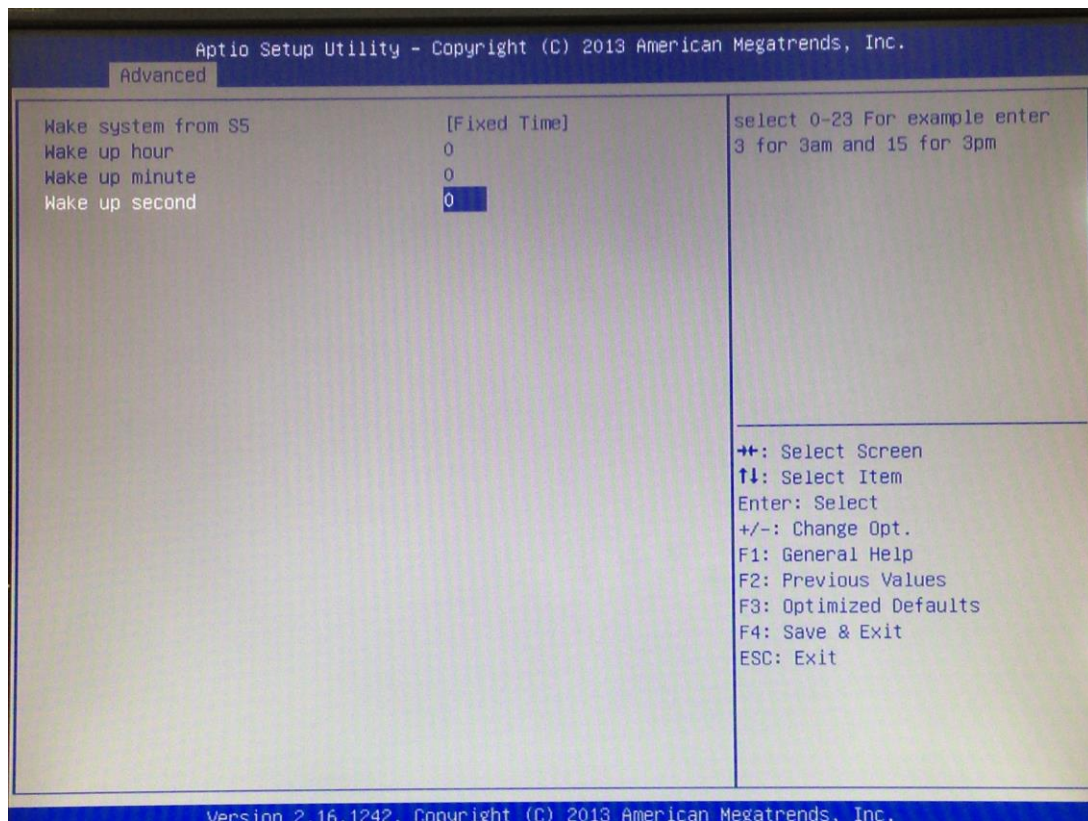 Aptio Setup Utility – Copyright (C) 2013 American Megatrends, Inc.
Advanced
Wake system from S5 [Fixed Time]
Wake up hour 0
Wake up minute 0
Wake up second 0
select 0-23 For example enter
3 for 3am and 15 for 3pm
→←: Select Screen
↑↓: Select Item
Enter: Select
+/-: Change Opt.
F1: General Help
F2: Previous Values
F3: Optimized Defaults
F4: Save & Exit
ESC: Exit
Version 2.16.1242. Copyright (C) 2013 American Megatrends, Inc.